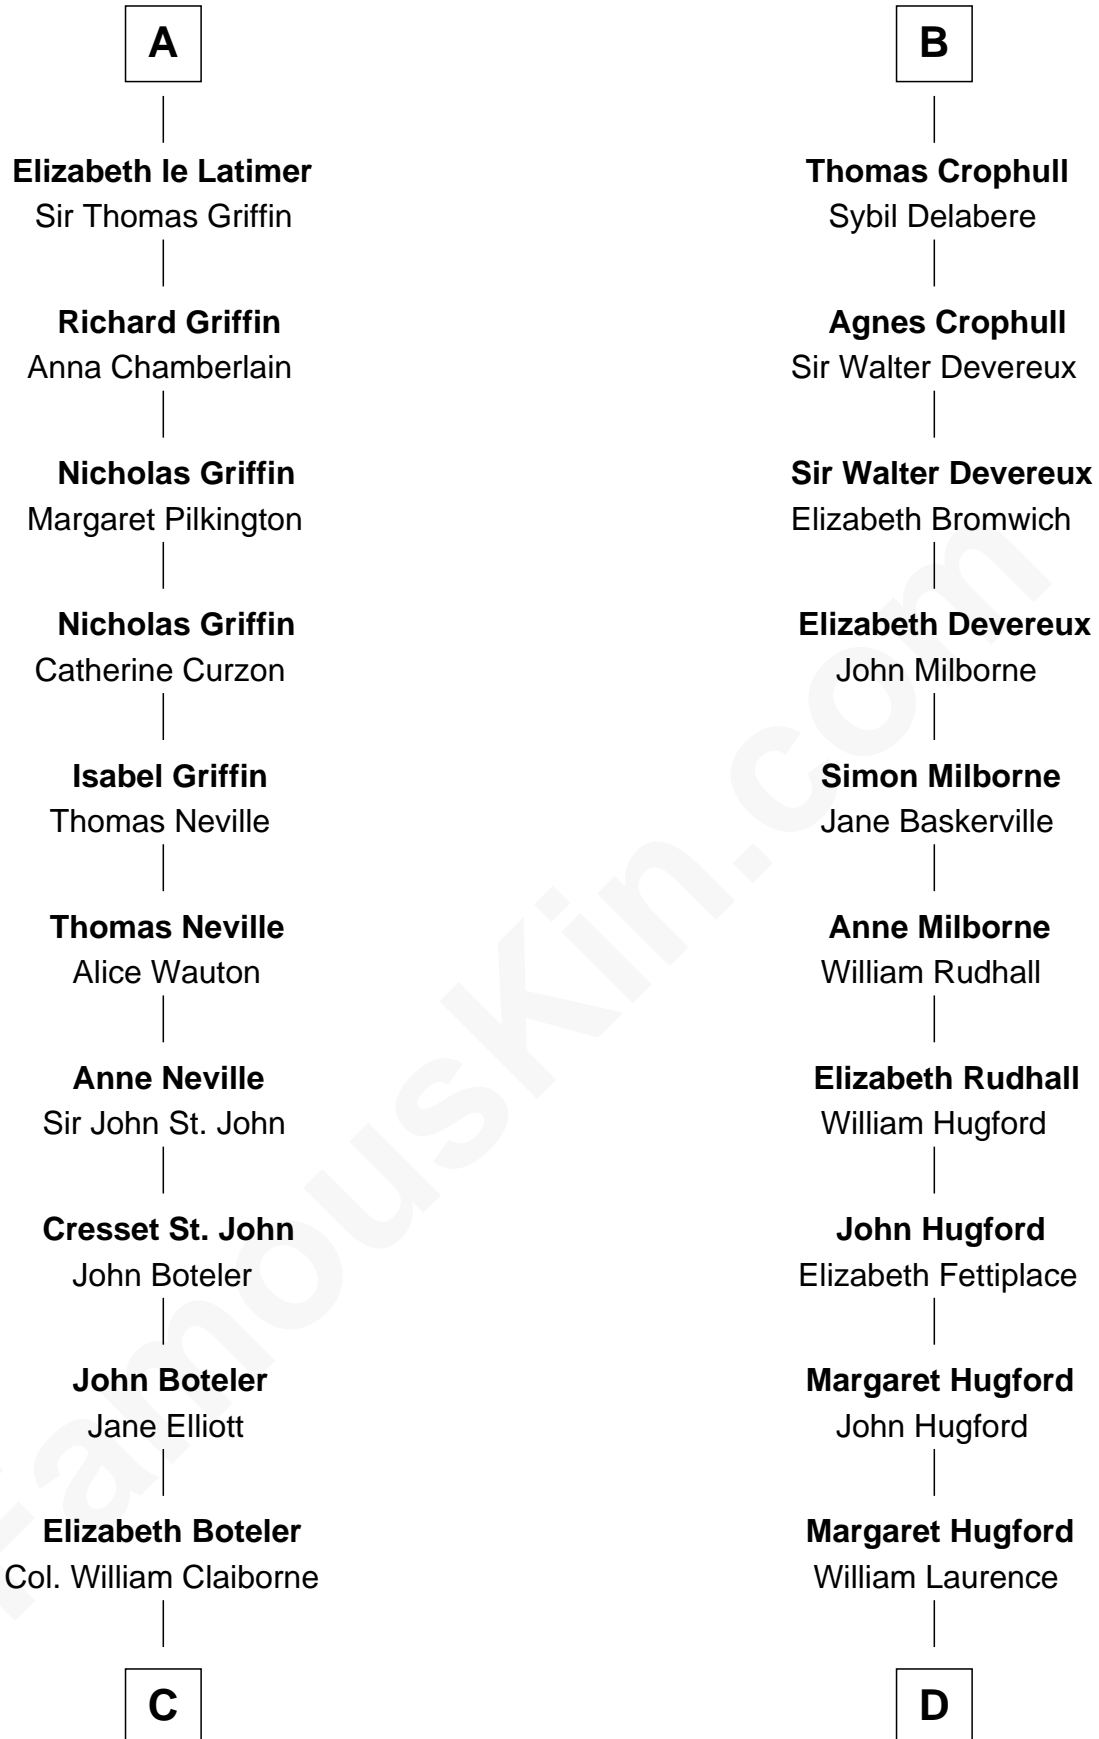 A
Elizabeth le Latimer
Sir Thomas Griffin
Richard Griffin
Anna Chamberlain
Nicholas Griffin
Margaret Pilkington
Nicholas Griffin
Catherine Curzon
Isabel Griffin
Thomas Neville
Thomas Neville
Alice Wauton
Anne Neville
Sir John St. John
Cresset St. John
John Boteler
John Boteler
Jane Elliott
Elizabeth Boteler
Col. William Claiborne
C
B
Thomas Crophull
Sybil Delabere
Agnes Crophull
Sir Walter Devereux
Sir Walter Devereux
Elizabeth Bromwich
Elizabeth Devereux
John Milborne
Simon Milborne
Jane Baskerville
Anne Milborne
William Rudhall
Elizabeth Rudhall
William Hugford
John Hugford
Elizabeth Fettiplace
Margaret Hugford
John Hugford
Margaret Hugford
William Laurence
D
FamousKin.com